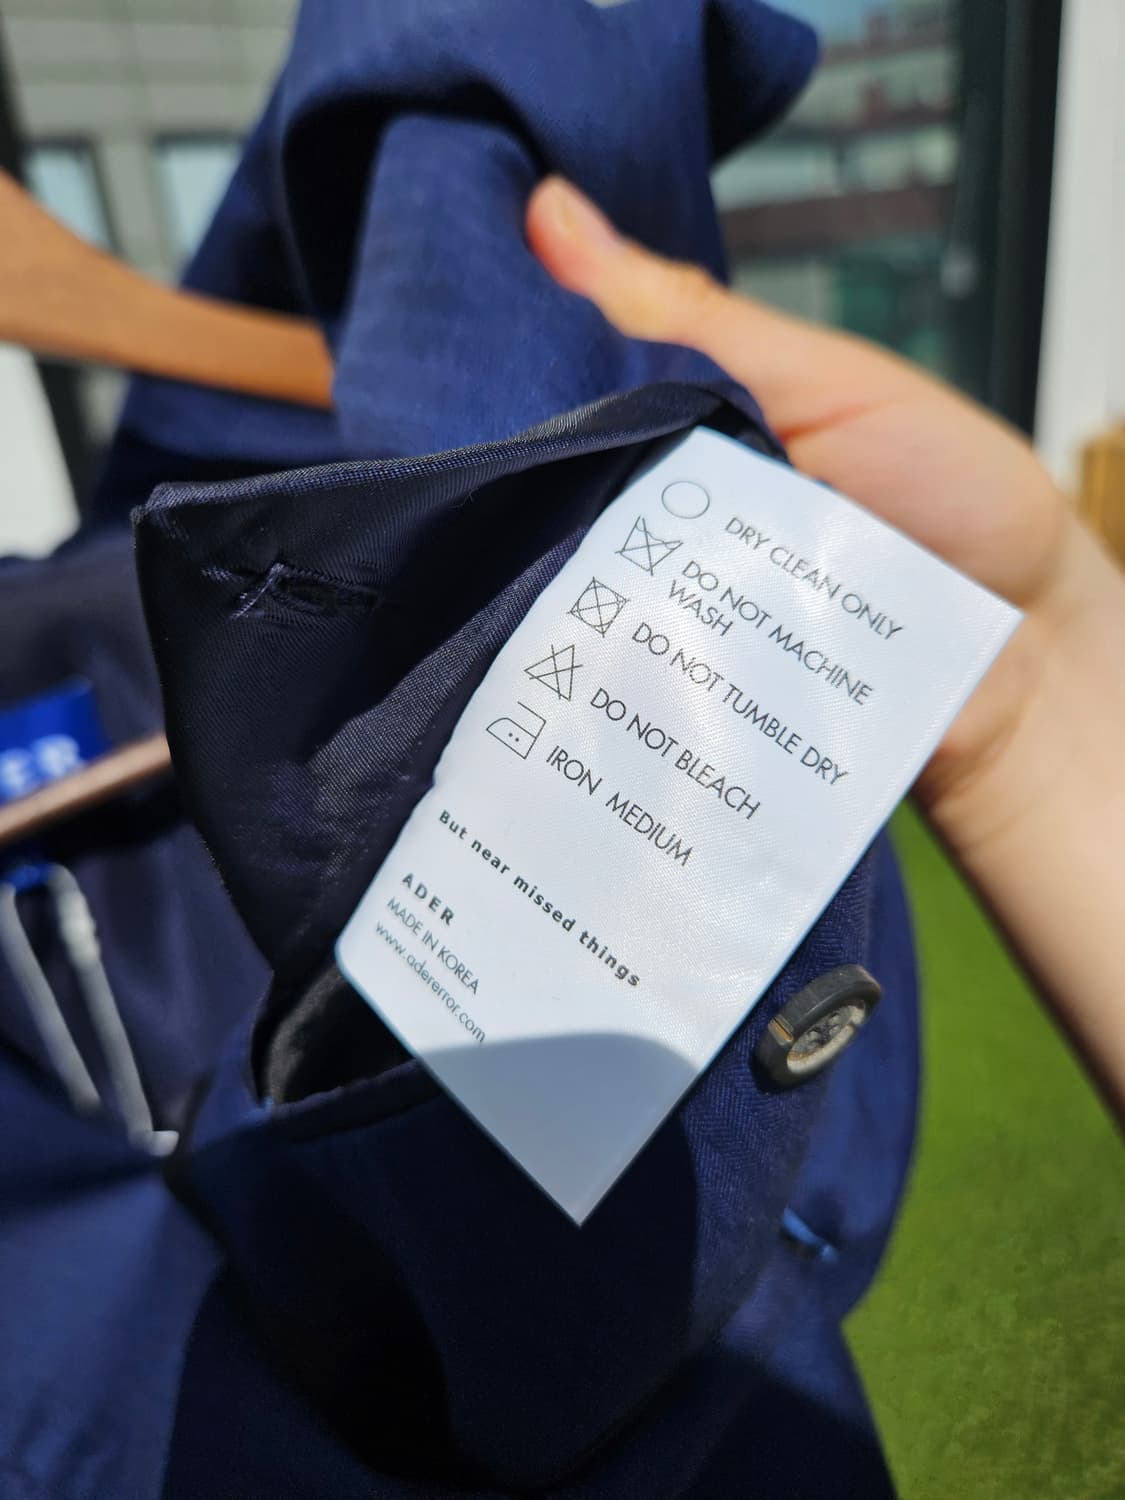 DRY CLEAN ONLY
DO NOT MACHINE
WASH
DO NOT TUMBLE DRY
DO NOT BLEACH
IRON MEDIUM
But near missed things
ADER
MADE IN KOREA
www.adererror.com